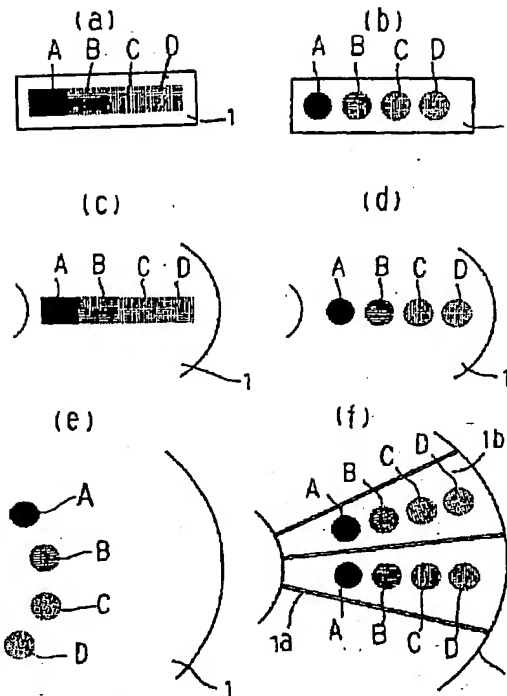 (a) (b)
A B C D A B C D
1
(c) (d)
A B C D A B C D
1 1
(e) (f)
A B C D 1b
A B C D
1 1a A B C D